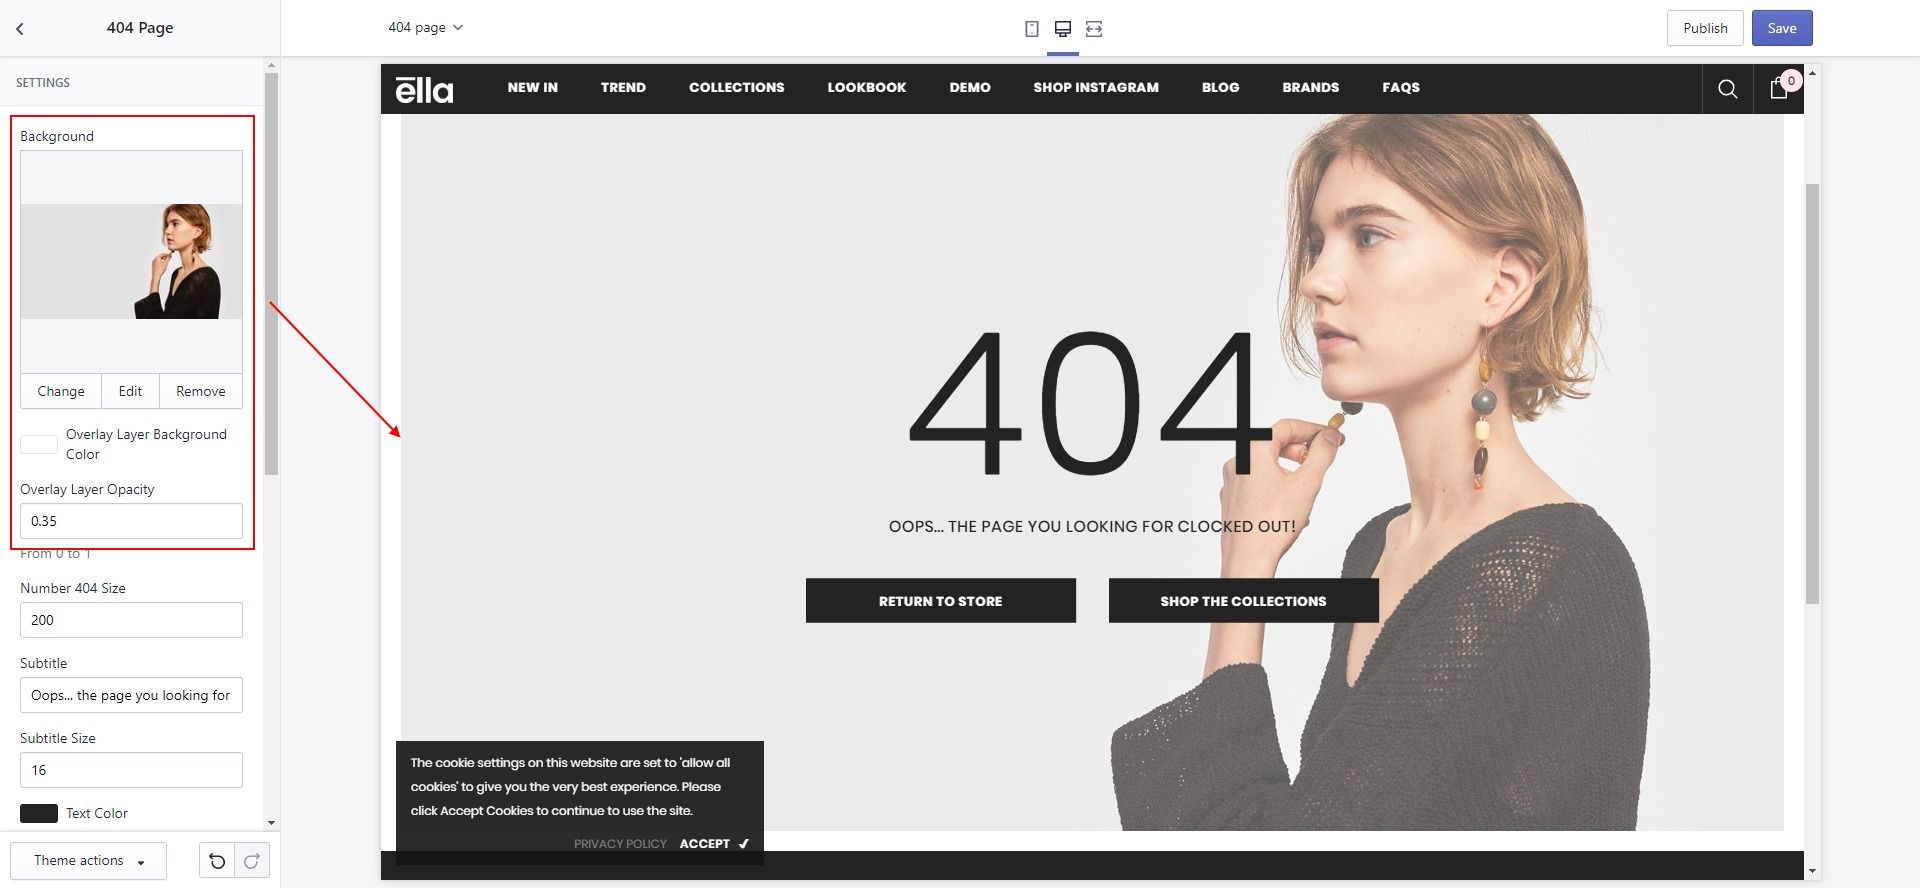 404 Page
404 page
Publish
Save
SETTINGS
Background
Change
Edit
Remove
Overlay Layer Background
Color
Overlay Layer Opacity
0.35
From 0 to 1
Number 404 Size
200
Subtitle
Oops... the page you looking for
Subtitle Size
16
Text Color
Theme actions
ella
NEW IN
TREND
COLLECTIONS
LOOKBOOK
DEMO
SHOP INSTAGRAM
BLOG
BRANDS
FAQS
0
404
OOPS... THE PAGE YOU LOOKING FOR CLOCKED OUT!
RETURN TO STORE
SHOP THE COLLECTIONS
The cookie settings on this website are set to 'allow all
cookies' to give you the very best experience. Please
click Accept Cookies to continue to use the site.
PRIVACY POLICY
ACCEPT ✔